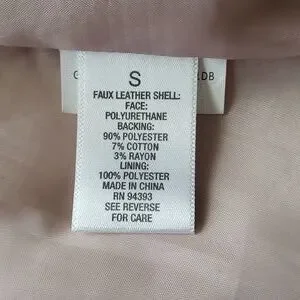 S
FAUX LEATHER SHELL:
FACE:
POLYURETHANE
BACKING:
90% POLYESTER
7% COTTON
3% RAYON
LINING:
100% POLYESTER
MADE IN CHINA
RN 94393
SEE REVERSE
FOR CARE